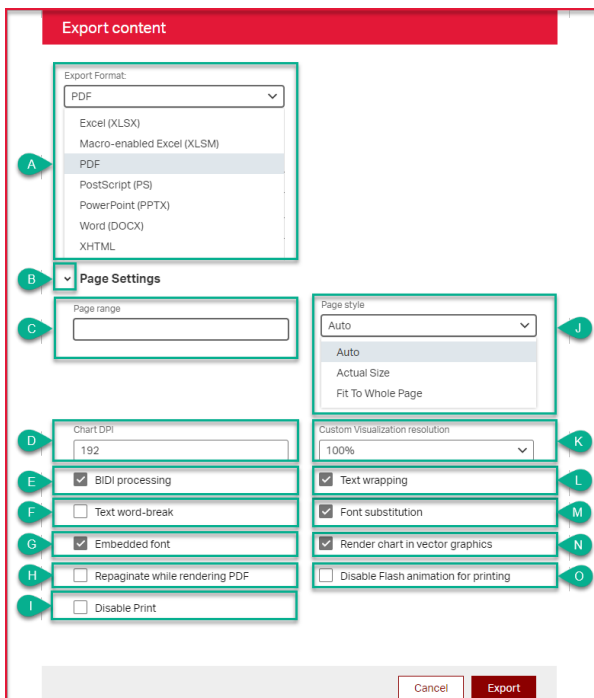 Export content
Export Format:
PDF
Excel (XLSX)
Macro-enabled Excel (XLSM)
A
PDF
PostScript (PS)
PowerPoint (PPTX)
Word (DOCX)
XHTML
B
Page Settings
C
Page range
Page style
Auto
J
Auto
Actual Size
Fit To Whole Page
D
Chart DPI
192
Custom Visualization resolution
100%
K
E
BIDI processing
Text wrapping
L
F
Text word-break
Font substitution
M
G
Embedded font
Render chart in vector graphics
N
H
Repaginate while rendering PDF
Disable Flash animation for printing
O
I
Disable Print
Cancel
Export